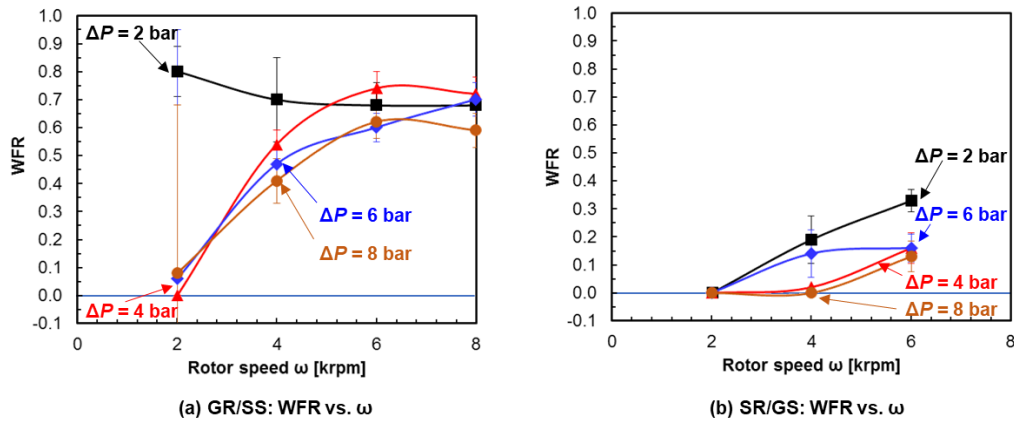 1.0
0.9
0.8
0.7
0.6
0.5
0.4
0.3
0.2
0.1
0.0
-0.1
WFR
ΔP = 2 bar
ΔP = 6 bar
ΔP = 8 bar
ΔP = 4 bar
0 2 4 6 8
Rotor speed ω [krpm]
(a) GR/SS: WFR vs. ω
1.0
0.9
0.8
0.7
0.6
0.5
0.4
0.3
0.2
0.1
0.0
-0.1
WFR
ΔP = 2 bar
ΔP = 6 bar
ΔP = 4 bar
ΔP = 8 bar
0 2 4 6 8
Rotor speed ω [krpm]
(b) SR/GS: WFR vs. ω